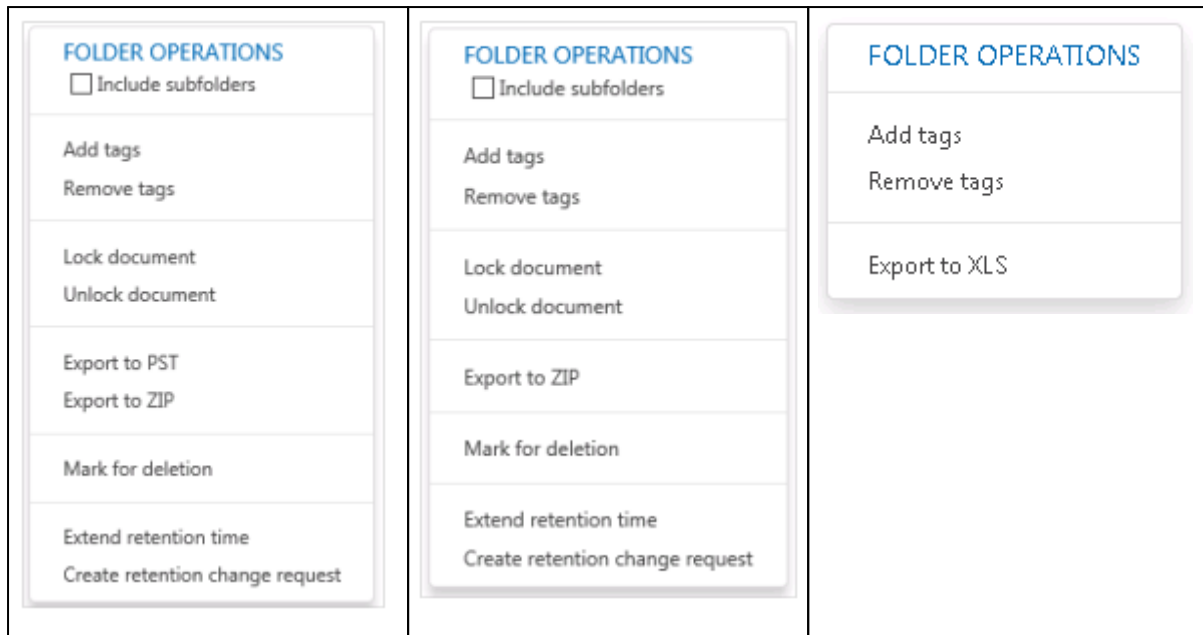 FOLDER OPERATIONS
Include subfolders
Add tags
Remove tags
Lock document
Unlock document
Export to PST
Export to ZIP
Mark for deletion
Extend retention time
Create retention change request
FOLDER OPERATIONS
Include subfolders
Add tags
Remove tags
Lock document
Unlock document
Export to ZIP
Mark for deletion
Extend retention time
Create retention change request
FOLDER OPERATIONS
Add tags
Remove tags
Export to XLS